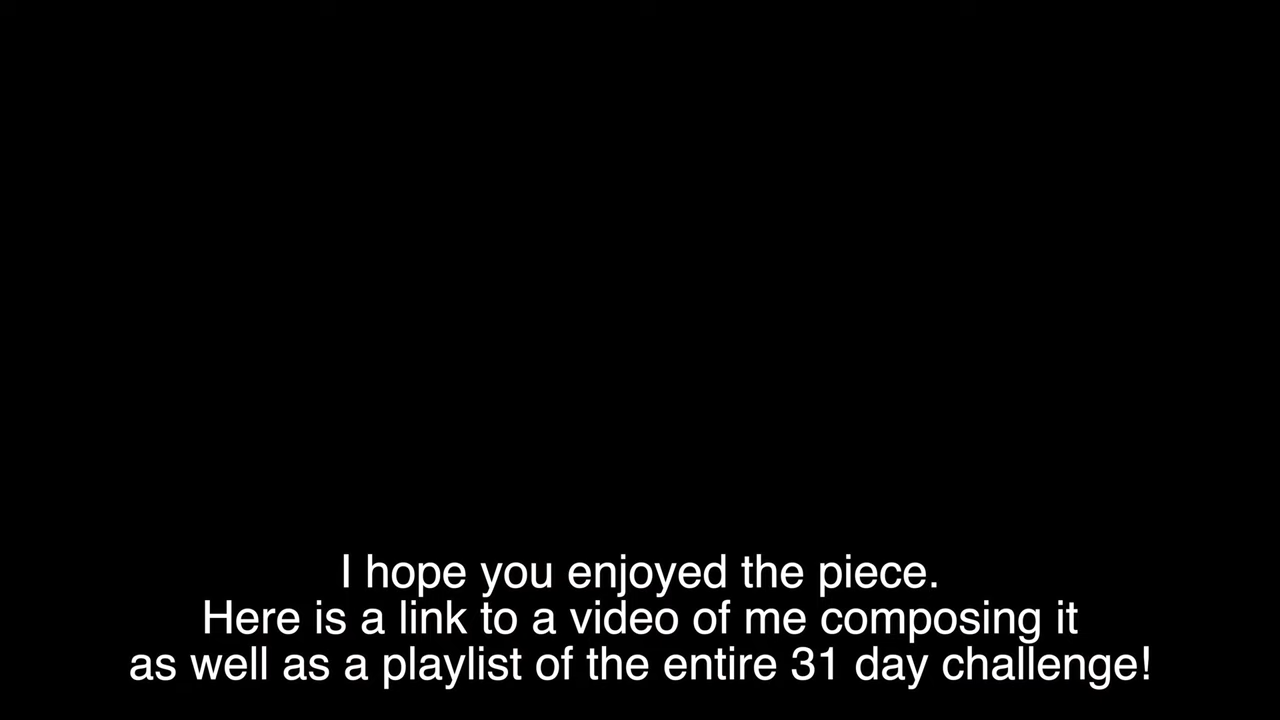 I hope you enjoyed the piece.
Here is a link to a video of me composing it
as well as a playlist of the entire 31 day challenge!